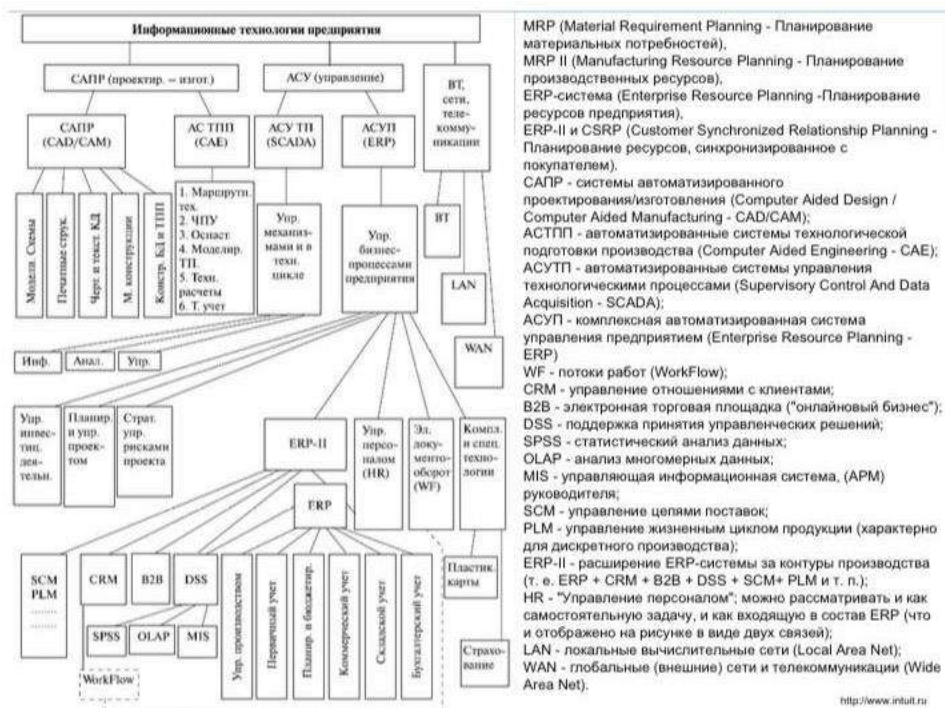 Информационные технологии предприятия
САПР (проектир. – изгот.)
АСУ (управление)
ВТ,
сети,
теле-
комму-
никации
САПР
(CAD/CAM)
АС ТПП
(CAE)
АСУ ТП
(SCADA)
АСУП
(ERP)
Модели. Схемы
Печатные струк.
Черт. и текст. КД
М. конструкции
Констр. БД и ТПП
1. Маршрутн.
тех.
2. ЧПУ
3. Оснаст.
4. Моделир.
ТП.
5. Техн.
расчеты
6. Т. учет
Упр.
механиз-
мами и в
техн.
цикле
Упр.
бизнес-
процессами
предприятия
ВТ
LAN
WAN
Инф.
Анал.
Упр.
Упр.
инвес-
тиц.
деятельн.
Планир.
и упр.
проек-
том
Страт.
упр.
рисками
проекта
ERP-II
Упр.
персо-
налом
(HR)
Эл.
доку-
менто-
оборот
(WF)
Компл.
и спец.
техно-
логии
ERP
SCM
PLM
..........
..........
CRM
B2B
DSS
SPSS
OLAP
MIS
WorkFlow
Упр. производством
Первичный учет
Планир. в бюджетир.
Коммерческий учет
Складской учет
Бухгалтерский учет
Пластик.
карты
Страхо-
вание
MRP (Material Requirement Planning - Планирование
материальных потребностей),
MRP II (Manufacturing Resource Planning - Планирование
производственных ресурсов),
ERP-система (Enterprise Resource Planning -Планирование
ресурсов предприятия),
ERP-II и CSRP (Customer Synchronized Relationship Planning -
Планирование ресурсов, синхронизированное с
покупателем).
САПР - системы автоматизированного
проектирования/изготовления (Computer Aided Design /
Computer Aided Manufacturing - CAD/CAM);
АСТПП - автоматизированные системы технологической
подготовки производства (Computer Aided Engineering - CAE);
АСУТП - автоматизированные системы управления
технологическими процессами (Supervisory Control And Data
Acquisition - SCADA);
АСУП - комплексная автоматизированная система
управления предприятием (Enterprise Resource Planning -
ERP)
WF - потоки работ (WorkFlow);
CRM - управление отношениями с клиентами;
B2B - электронная торговая площадка ("онлайновый бизнес");
DSS - поддержка принятия управленческих решений;
SPSS - статистический анализ данных;
OLAP - анализ многомерных данных;
MIS - управляющая информационная система, (АРМ)
руководителя;
SCM - управление цепями поставок;
PLM - управление жизненным циклом продукции (характерно
для дискретного производства);
ERP-II - расширение ERP-системы за контуры производства
(т. е. ERP + CRM + B2B + DSS + SCM+ PLM и т. п.);
HR - "Управление персоналом"; можно рассматривать и как
самостоятельную задачу, и как входящую в состав ERP (что
и отображено на рисунке в виде двух связей);
LAN - локальные вычислительные сети (Local Area Net);
WAN - глобальные (внешние) сети и телекоммуникации (Wide
Area Net).
http://www.intuit.ru